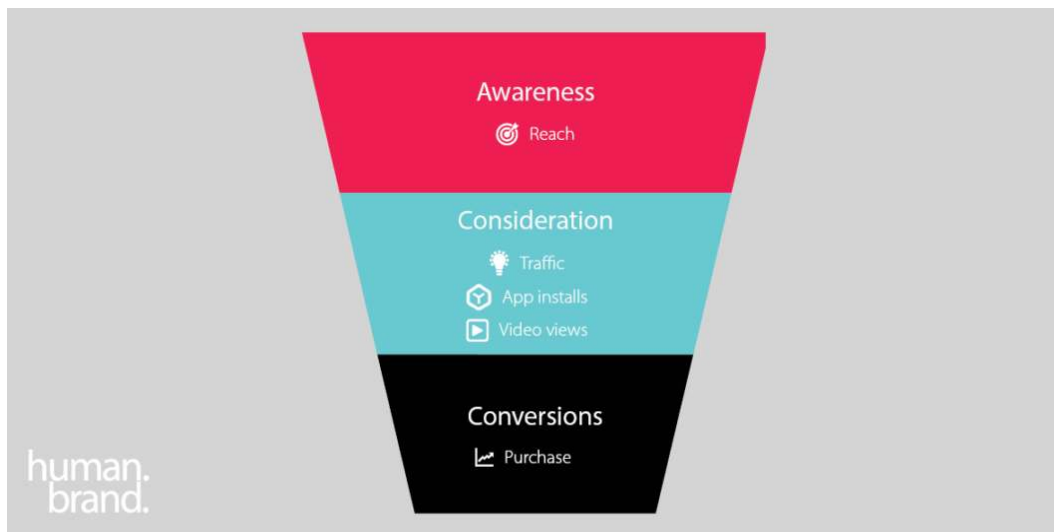 Awareness
Reach
Consideration
Traffic
App installs
Video views
Conversions
Purchase
human.
brand.